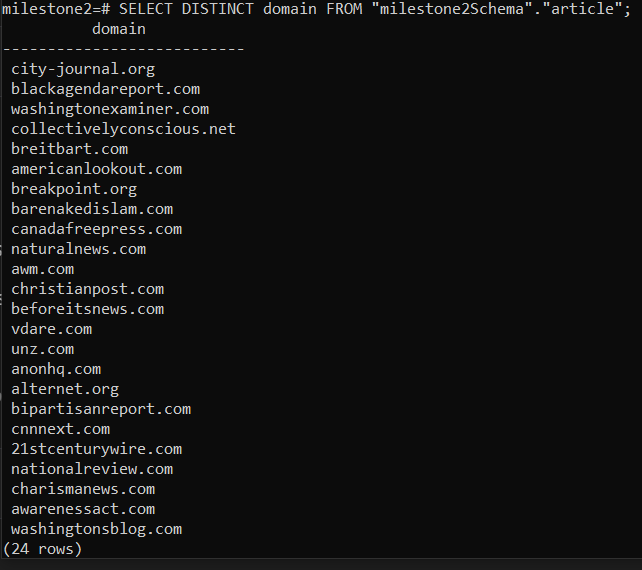 milestone2=# SELECT DISTINCT domain FROM "milestone2Schema"."article";
domain
---------------------------
city-journal.org
blackagendareport.com
washingtonexaminer.com
collectivelyconscious.net
breitbart.com
americanlookout.com
breakpoint.org
barenakedislam.com
canadafreepress.com
naturalnews.com
awm.com
christianpost.com
beforeitsnews.com
vdare.com
unz.com
anonhq.com
alternet.org
bipartisanreport.com
cnnnext.com
21stcenturywire.com
nationalreview.com
charismanews.com
awarenessact.com
washingtonsblog.com
(24 rows)